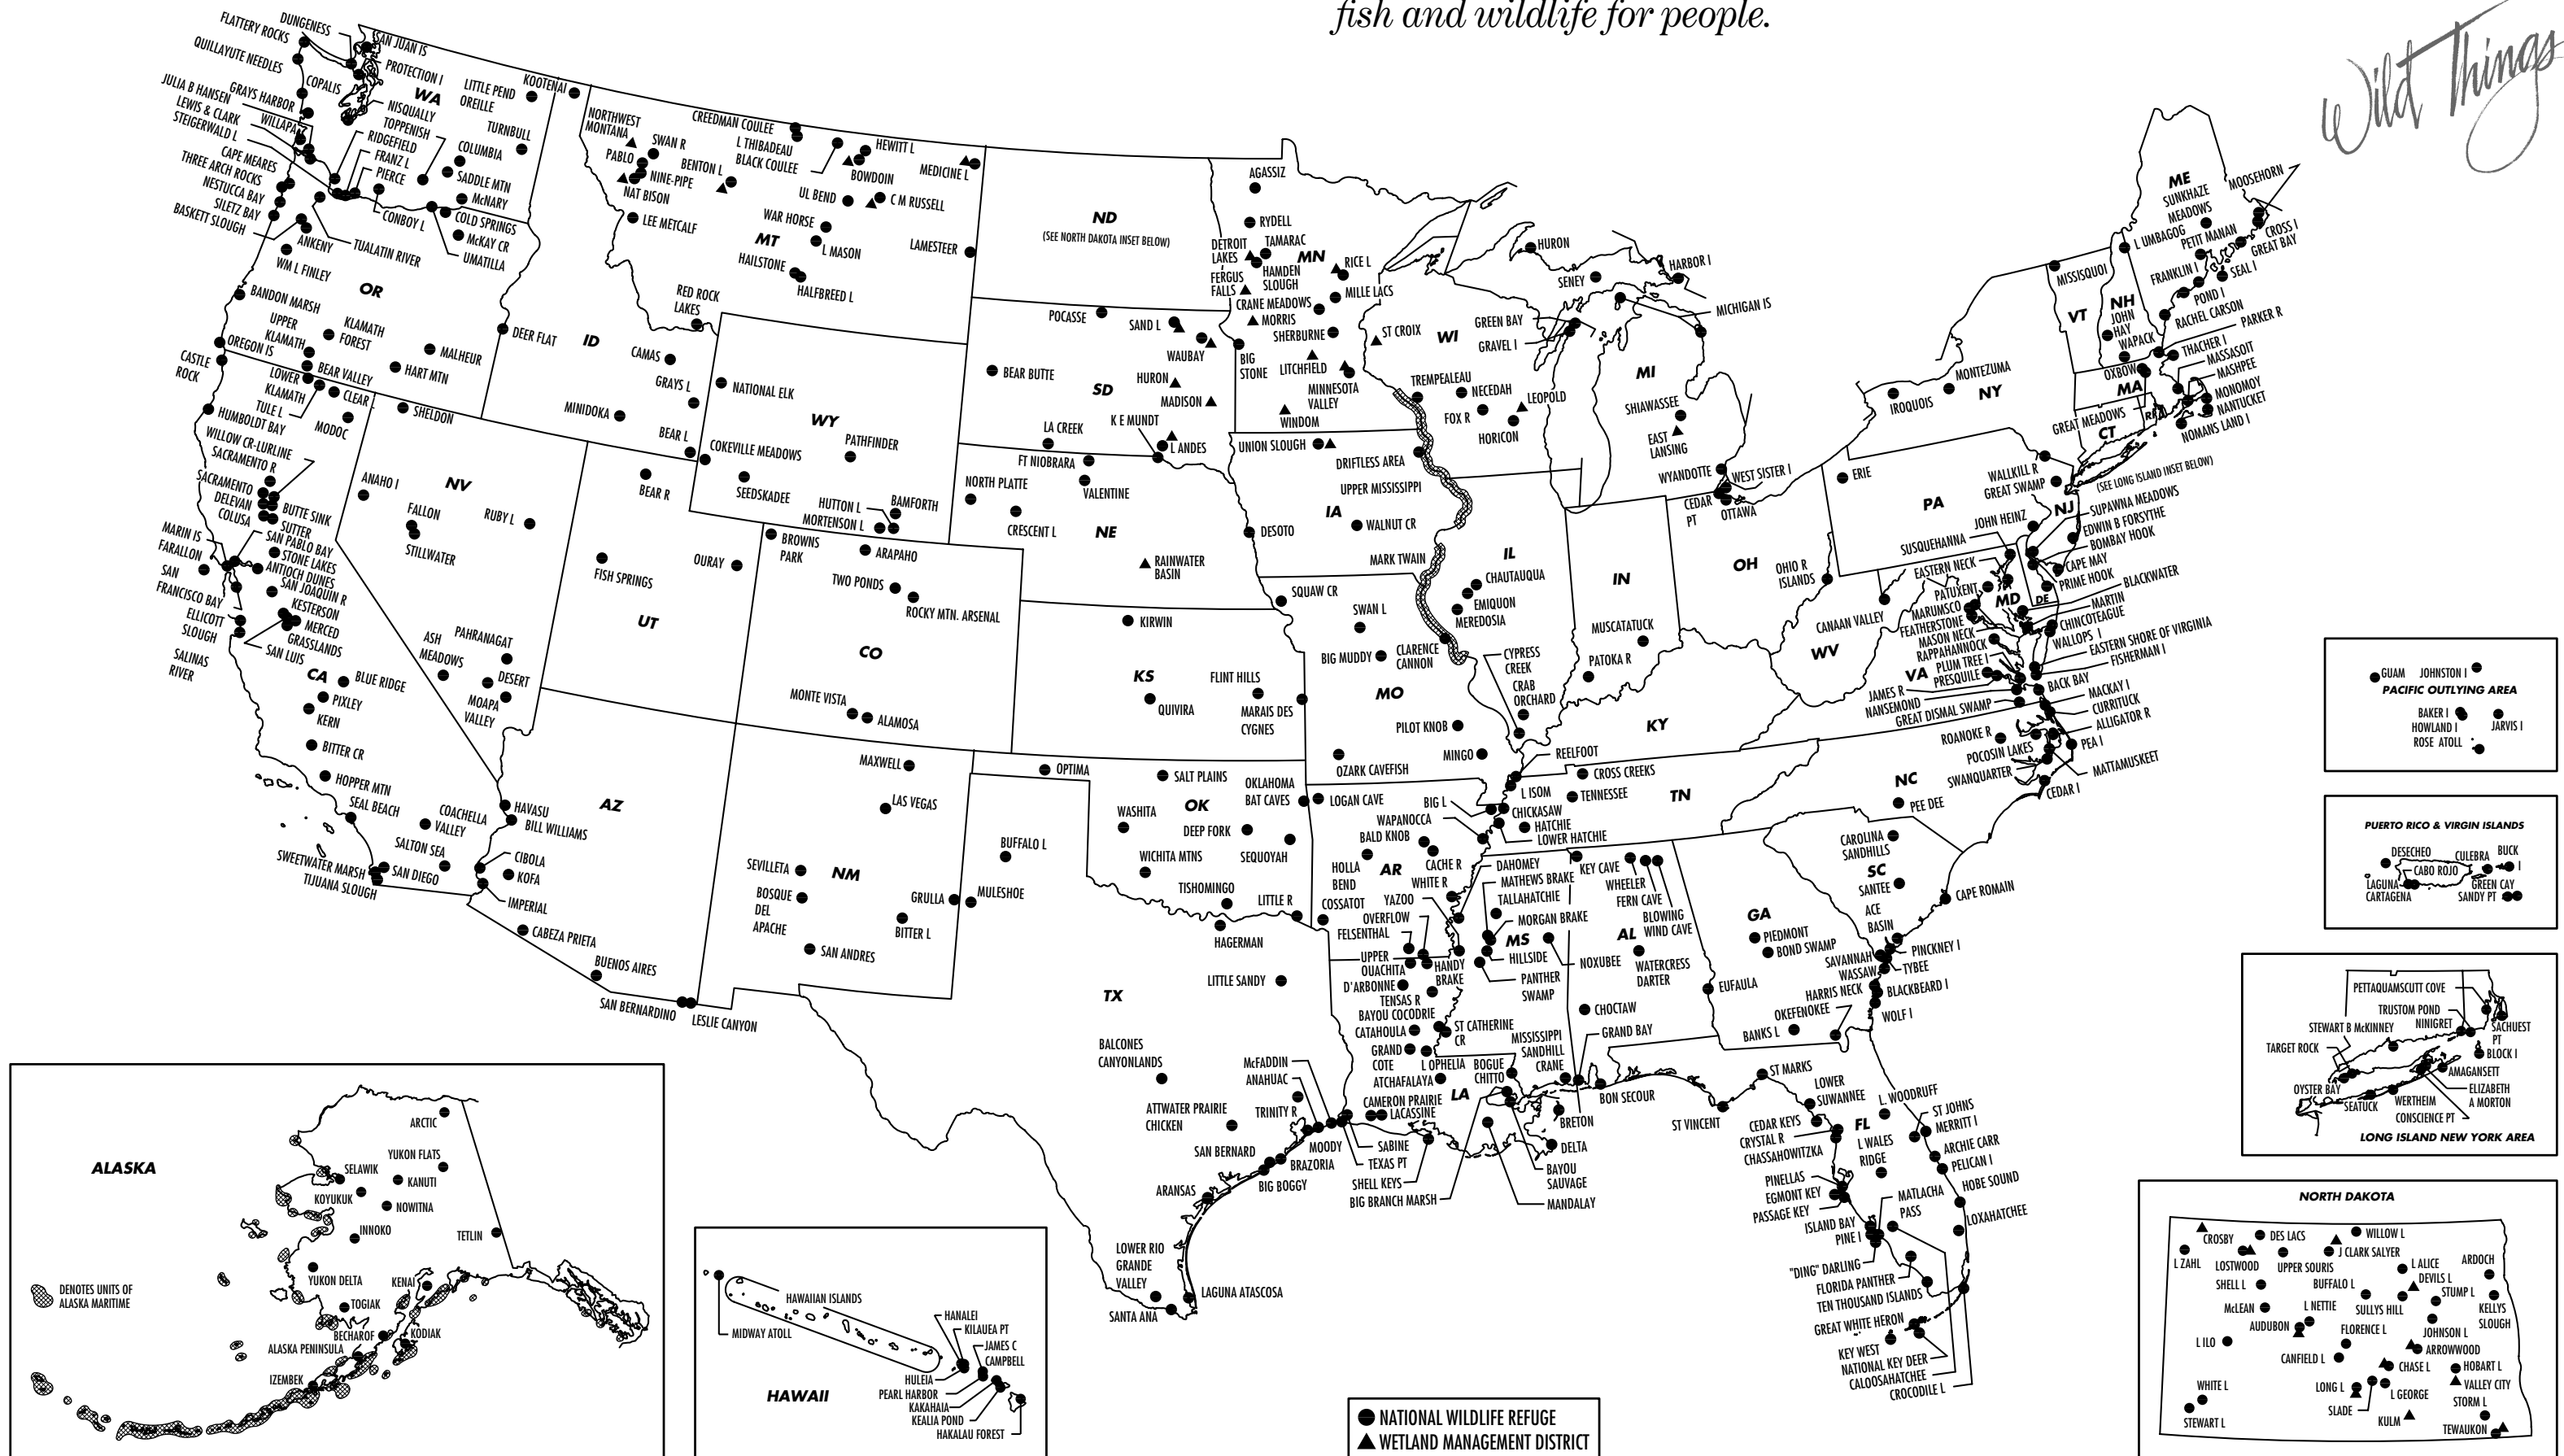 fish and wildlife for people.
Wild Things
FLATTERY ROCKS
DUNGENESS
SAN JUAN IS
QUILLAYUTE NEEDLES
PROTECTION I
COPALIS
WA
LITTLE PEND
OREILLE
KOOTENAI
JULIA B HANSEN
GRAYS HARBOR
LEWIS & CLARK
WILLAPA
STEIGERWALD L
NISQUALLY
TOPPENISH
RIDGEFIELD
FRANZ L
PIERCE
TURNBULL
COLUMBIA
SADDLE MTN
McNARY
CAPE MEARES
THREE ARCH ROCKS
NESTUCCA BAY
SILETZ BAY
BASKETT SLOUGH
CONBOY L
COLD SPRINGS
McKAY CR
UMATILLA
ANKENY
TUALATIN RIVER
WM L FINLEY
OR
BANDON MARSH
UPPER
KLAMATH
KLAMATH
FOREST
MALHEUR
HART MTN
OREGON IS
BEAR VALLEY
CASTLE
ROCK
LOWER
KLAMATH
CLEAR
TULE L
MODOC
SHELDON
HUMBOLDT BAY
WILLOW CR-LURLINE
SACRAMENTO R
SACRAMENTO
DELEVAN
COLUSA
BUTTE SINK
SUTTER
MARIN IS
FARALLON
SAN
FRANCISCO BAY
SAN PABLO BAY
STONE LAKES
ANTIOCH DUNES
SAN JOAQUIN R
KESTERSON
MERCED
GRASSLANDS
SAN LUIS
ELLICOTT
SLOUGH
SALINAS
RIVER
CA
BLUE RIDGE
PIXLEY
KERN
BITTER CR
HOPPER MTN
SEAL BEACH
COACHELLA
VALLEY
SALTON SEA
SWEETWATER MARSH
SAN DIEGO
TIJUANA SLOUGH
ANAHO I
NV
FALLON
STILLWATER
RUBY L
ASH
MEADOWS
PAHRANAGAT
DESERT
MOAPA
VALLEY
DEER FLAT
ID
CAMAS
GRAYS L
MINIDOKA
BEAR L
NORTHWEST
MONTANA
SWAN R
PABLO
NINE-PIPE
NAT BISON
LEE METCALF
BENTON L
CREEDMAN COULEE
L THIBADEAU
BLACK COULEE
HEWITT L
BOWDOIN
MEDICINE L
UL BEND
C M RUSSELL
WAR HORSE
MT
L MASON
HAILSTONE
HALFBREED L
LAMESTEER
RED ROCK
LAKES
NATIONAL ELK
WY
PATHFINDER
COKEVILLE MEADOWS
SEEDSKADEE
HUTTON L
BAMFORTH
MORTENSON L
BEAR R
FISH SPRINGS
OURAY
UT
BROWNS
PARK
ARAPAHO
TWO PONDS
ROCKY MTN. ARSENAL
CO
MONTE VISTA
ALAMOSA
AZ
HAVASU
BILL WILLIAMS
CIBOLA
KOFA
IMPERIAL
CABEZA PRIETA
BUENOS AIRES
SAN BERNARDINO
LESLIE CANYON
MAXWELL
LAS VEGAS
SEVILLETA
NM
BOSQUE
DEL
APACHE
GRULLA
BITTER L
SAN ANDRES
ND
(SEE NORTH DAKOTA INSET BELOW)
POCASSE
SAND L
WAUBAY
BEAR BUTTE
HURON
SD
MADISON
LA CREEK
K E MUNDT
L ANDES
FT NIOBRARA
NORTH PLATTE
VALENTINE
CRESCENT L
NE
RAINWATER
BASIN
KIRWIN
KS
FLINT HILLS
QUIVIRA
MARAIS DES
CYGNES
OPTIMA
SALT PLAINS
OK
WASHITA
DEEP FORK
OKLAHOMA
BAT CAVES
SEQUOYAH
WICHITA MTNS
TISHOMINGO
LITTLE R
BUFFALO L
MULESHOE
HAGERMAN
LITTLE SANDY
TX
BALCONES
CANYONLANDS
McFADDIN
ANAHUAC
TRINITY R
ATTWATER PRAIRIE
CHICKEN
SAN BERNARD
MOODY
BRAZORIA
BIG BOGGY
ARANSAS
LOWER RIO
GRANDE
VALLEY
LAGUNA ATASCOSA
SANTA ANA
AGASSIZ
RYDELL
DETROIT
LAKES
TAMARAC
MN
RICE L
FERGUS
FALLS
HAMDEN
SLOUGH
MILLE LACS
CRANE MEADOWS
MORRIS
SHERBURNE
ST CROIX
BIG
STONE
LITCHFIELD
MINNESOTA
VALLEY
WINDOM
WI
GREEN BAY
GRAVEL I
TREMPEALEAU
NECEDAH
FOX R
LEOPOLD
HORICON
HURON
SENEY
HARBOR I
MICHIGAN IS
MI
SHIAWASSEE
EAST
LANSING
WYANDOTTE
WEST SISTER I
CEDAR
PT
OTTAWA
UNION SLOUGH
DRIFTLESS AREA
UPPER MISSISSIPPI
IA
WALNUT CR
DESOTO
MARK TWAIN
SQUAW CR
SWAN L
BIG MUDDY
CLARENCE
CANNON
MO
PILOT KNOB
MINGO
OZARK CAVEFISH
IL
CHAUTAUQUA
EMIQUON
MEREDOSIA
CYPRESS
CREEK
CRAB
ORCHARD
IN
MUSCATATUCK
PATOKA R
OH
OHIO R
ISLANDS
KY
REELFOOT
CROSS CREEKS
L ISOM
TENNESSEE
TN
CHICKASAW
HATCHIE
LOWER HATCHIE
LOGAN CAVE
BIG L
WAPANOCCA
BALD KNOB
HOLLA
BEND
AR
CACHE R
WHITE R
COSSATOT
OVERFLOW
FELSENTHAL
YAZOO
DAHOMEY
MATHEWS BRAKE
TALLAHATCHIE
MORGAN BRAKE
MS
HILLSIDE
PANTHER
SWAMP
NOXUBEE
UPPER
OUACHITA
HANDY
BRAKE
D'ARBONNE
TENSAS R
BAYOU COCODRIE
CATAHOULA
ST CATHERINE
CR
GRAND
COTE
L OPHELIA
ATCHAFALAYA
BOGUE
CHITTO
LA
CAMERON PRAIRIE
LACASSINE
SABINE
TEXAS PT
SHELL KEYS
BIG BRANCH MARSH
MANDALAY
BAYOU
SAUVAGE
DELTA
BRETON
MISSISSIPPI
SANDHILL
CRANE
GRAND BAY
CHOCTAW
BON SECOUR
KEY CAVE
WHEELER
FERN CAVE
BLOWING
WIND CAVE
AL
WATERCRESS
DARTER
EUFAULA
GA
PIEDMONT
BOND SWAMP
SAVANNAH
WASSAW
TYBEE
HARRIS NECK
BLACKBEARD I
OKEFENOKEE
WOLF I
BANKS L
CAROLINA
SANDHILLS
SC
SANTEE
CAPE ROMAIN
ACE
BASIN
PINCKNEY I
NC
PEE DEE
ROANOKE R
POCOSIN LAKES
SWANQUARTER
CEDAR I
MATTAMUSKEET
PEA I
ALLIGATOR R
CURRITUCK
MACKAY I
BACK BAY
ST MARKS
LOWER
SUWANNEE
L. WOODRUFF
ST VINCENT
CEDAR KEYS
CRYSTAL R
CHASSAHOWITZKA
FL
L WALES
RIDGE
ST JOHNS
MERRITT I
ARCHIE CARR
PELICAN I
PINELLAS
EGMONT KEY
PASSAGE KEY
HOBE SOUND
MATLACHA
PASS
ISLAND BAY
PINE I
LOXAHATCHEE
"DING" DARLING
FLORIDA PANTHER
TEN THOUSAND ISLANDS
GREAT WHITE HERON
KEY WEST
NATIONAL KEY DEER
CALOOSAHATCHEE
CROCODILE L
ME
SUNKHAZE
MEADOWS
MOOSEHORN
L UMBAGOG
PETIT MANAN
CROSS I
GREAT BAY
FRANKLIN I
SEAL I
POND I
RACHEL CARSON
MISSISQUOI
VT
NH
JOHN
HAY
WAPACK
PARKER R
THACHER I
MASSASOIT
MASHPEE
MONOMOY
NANTUCKET
NOMANS LAND I
OXBOW
MA
GREAT MEADOWS
RI
CT
MONTEZUMA
NY
IROQUOIS
ERIE
PA
WALLKILL R
GREAT SWAMP
(SEE LONG ISLAND INSET BELOW)
JOHN HEINZ
NJ
SUPAWNA MEADOWS
EDWIN B FORSYTHE
BOMBAY HOOK
CAPE MAY
PRIME HOOK
BLACKWATER
SUSQUEHANNA
EASTERN NECK
PATUXENT
MD
DE
MARUMSCO
FEATHERSTONE
MASON NECK
RAPPAHANNOCK
MARTIN
CHINCOTEAGUE
WALLOPS I
EASTERN SHORE OF VIRGINIA
FISHERMAN I
CANAAN VALLEY
WV
VA
PLUM TREE I
PRESQUILE
JAMES R
NANSEMOND
GREAT DISMAL SWAMP
GUAM
JOHNSTON I
PACIFIC OUTLYING AREA
BAKER I
HOWLAND I
JARVIS I
ROSE ATOLL
PUERTO RICO & VIRGIN ISLANDS
DESECHEO
CULEBRA
BUCK
I
CABO ROJO
LAGUNA
CARTAGENA
GREEN CAY
SANDY PT
PETTAQUAMSCUTT COVE
TRUSTOM POND
STEWART B McKINNEY
NINIGRET
SACHUEST
PT
TARGET ROCK
BLOCK I
AMAGANSETT
OYSTER BAY
ELIZABETH
A MORTON
SEATUCK
WERTHEIM
CONSCIENCE PT
LONG ISLAND NEW YORK AREA
NORTH DAKOTA
CROSBY
DES LACS
WILLOW L
L ZAHL
LOSTWOOD
UPPER SOURIS
J CLARK SALYER
L ALICE
ARDOCH
SHELL L
BUFFALO L
DEVILS L
STUMP L
McLEAN
L NETTIE
SULLYS HILL
KELLYS
SLOUGH
AUDUBON
FLORENCE L
JOHNSON L
L ILO
ARROWWOOD
CANFIELD L
CHASE L
HOBART L
WHITE L
LONG L
L GEORGE
VALLEY CITY
STORM L
SLADE
KULM
STEWART L
TEWAUKON
ALASKA
ARCTIC
YUKON FLATS
SELAWIK
KANUTI
KOYUKUK
NOWITNA
INNOKO
TETLIN
DENOTES UNITS OF
ALASKA MARITIME
YUKON DELTA
KENAI
TOGIAK
BECHAROF
KODIAK
ALASKA PENINSULA
IZEMBEK
HAWAIIAN ISLANDS
MIDWAY ATOLL
HANALEI
KILAUEA PT
JAMES C
CAMPBELL
HULEIA
PEARL HARBOR
KAKAHAIA
KEALIA POND
HAKALAU FOREST
HAWAII
NATIONAL WILDLIFE REFUGE
WETLAND MANAGEMENT DISTRICT